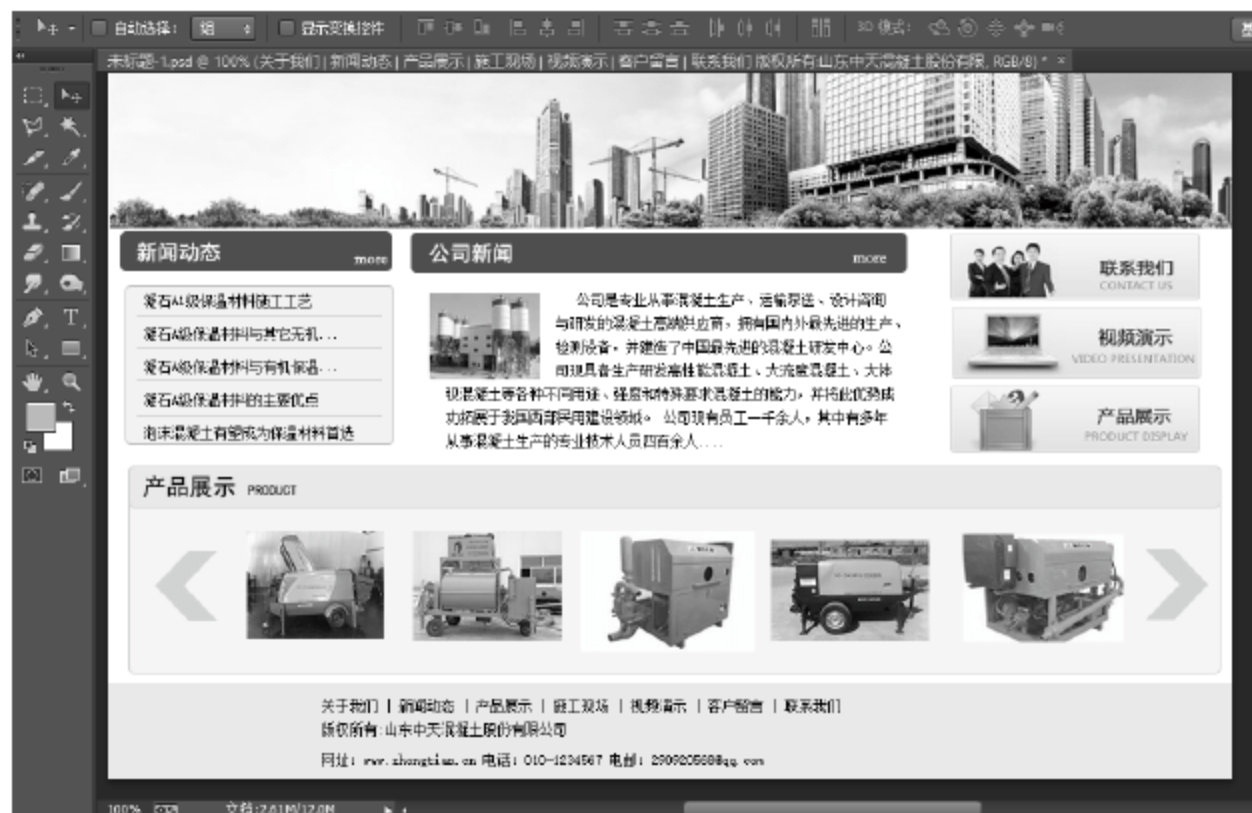 自动选择: 组 显示变换控件 3D 模式:
未标题-1.psd @ 100% (关于我们 | 新闻动态 | 产品展示 | 施工现场 | 视频演示 | 客户留言 | 联系我们 版权所有:山东中天混凝土股份有限, RGB/8) * ×
新闻动态 more
凝石A1级保温材料施工工艺
凝石A级保温材料与其它无机...
凝石A级保温材料与有机保温...
凝石A级保温材料的主要优点
泡沫混凝土有望成为保温材料首选
公司新闻 more
公司是专业从事混凝土生产、运输泵送、设计咨询
与研发的混凝土高端供应商，拥有国内外最先进的生产、
检测设备，并建造了中国最先进的混凝土研发中心。公
司现具备生产研发高性能混凝土、大流度混凝土、大体
积混凝土等各种不同用途、强度和特殊要求混凝土的能力，并将此优势成
功拓展于我国西部民用建设领域。 公司现有员工一千余人，其中有多年
从事混凝土生产的专业技术人员四百余人....
联系我们
CONTACT US
视频演示
VIDEO PRESENTATION
产品展示
PRODUCT DISPLAY
产品展示 PRODUCT
关于我们 | 新闻动态 | 产品展示 | 施工现场 | 视频演示 | 客户留言 | 联系我们
版权所有:山东中天混凝土股份有限公司
网址: www.zhongtian.cn 电话: 010-1234567 电邮: 290920568@qq.com
100% 文档:2.61M/12.0M